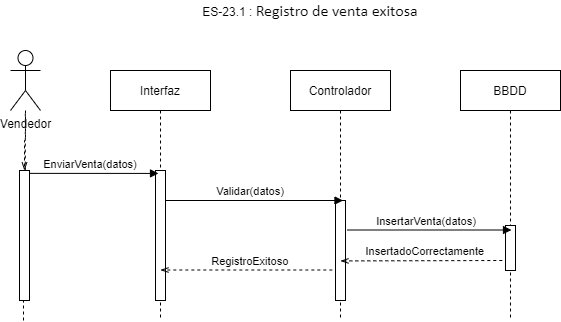 ES-23.1 : Registro de venta exitosa
Interfaz
Controlador
BBDD
Vendedor
EnviarVenta(datos)
Validar(datos)
InsertarVenta(datos)
InsertadoCorrectamente
RegistroExitoso